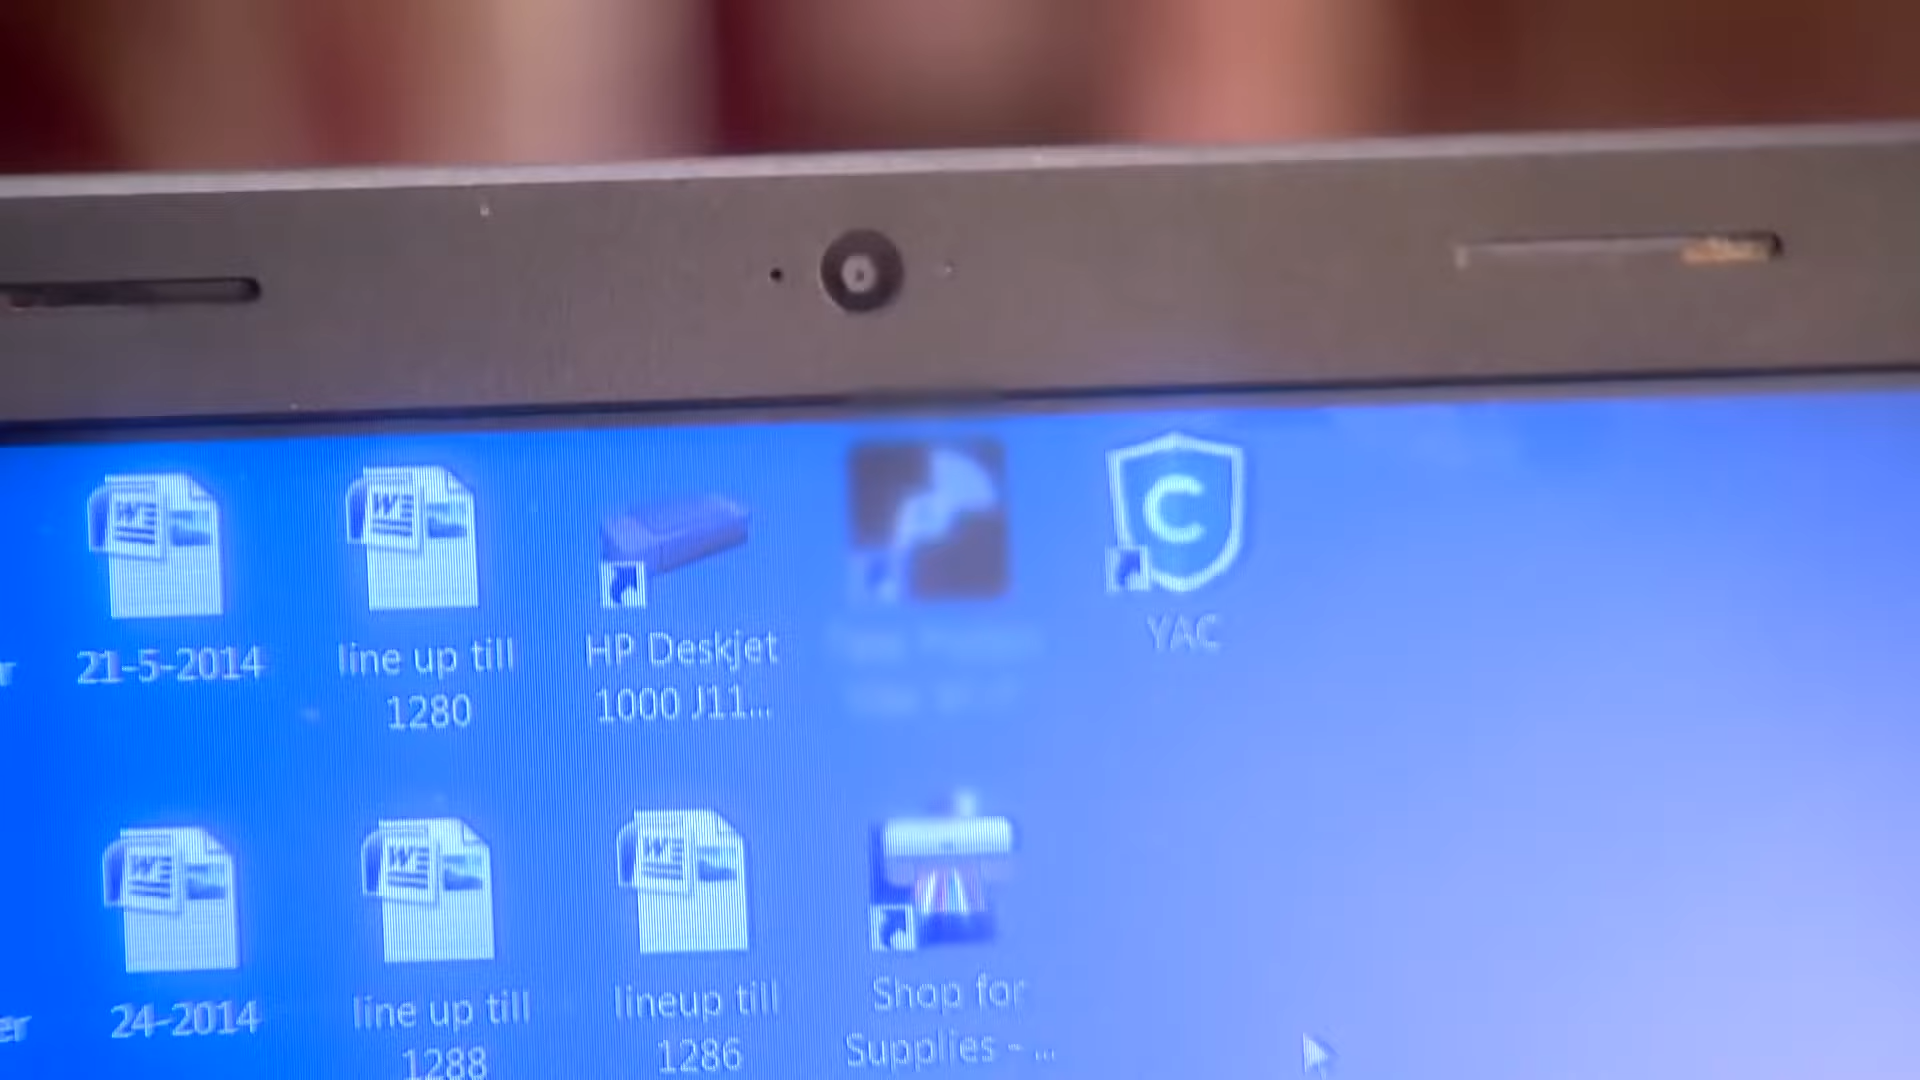 21-5-2014
line up till
1280
HP Deskjet
1000 J11...
YAC
24-2014
line up till
1288
lineup till
1286
Shop for
Supplies - ...